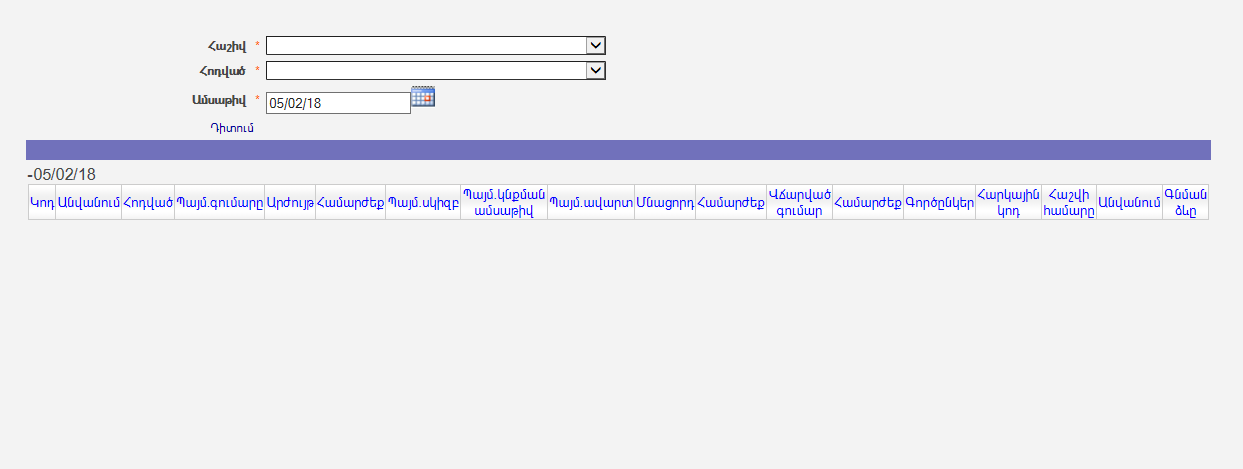 Հաշիվ *
Հոդված *
Ամսաթիվ * 05/02/18
Դիտում
-05/02/18
Կոդ Անվանում Հոդված Պայմ.գումարը Արժույթ Համարժեք Պայմ.սկիզբ Պայմ.կնքման ամսաթիվ Պայմ.ավարտ Մնացորդ Համարժեք Վճարված գումար Համարժեք Գործընկեր Հարկային կոդ Հաշվի համարը Անվանում Գնման ձևը